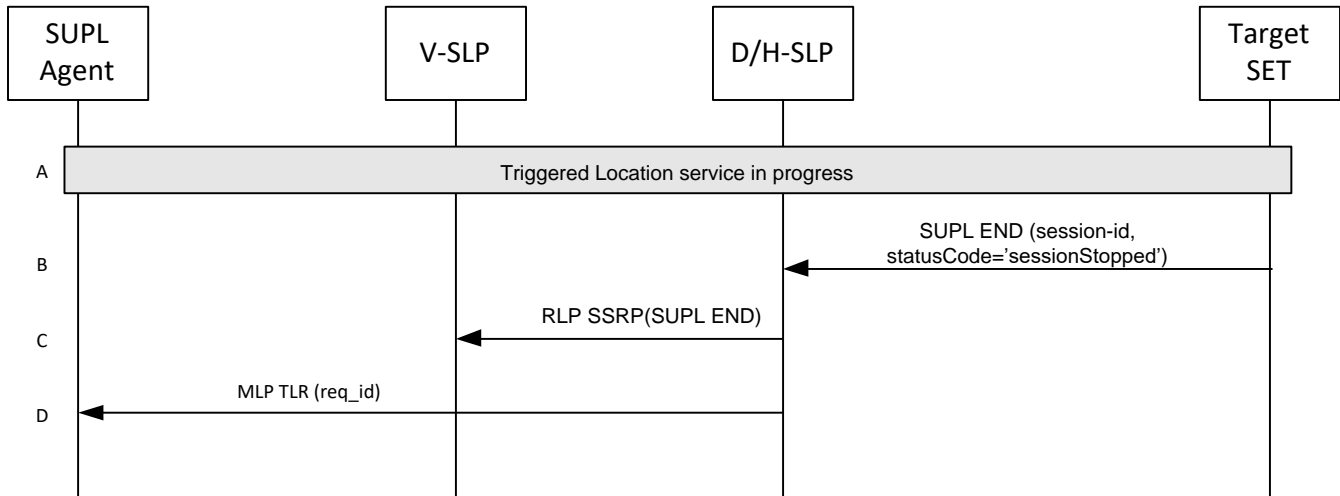 SUPL
Agent
V-SLP
D/H-SLP
Target
SET
A
Triggered Location service in progress
B
SUPL END (session-id,
statusCode=’sessionStopped’)
C
RLP SSRP(SUPL END)
D
MLP TLR (req_id)